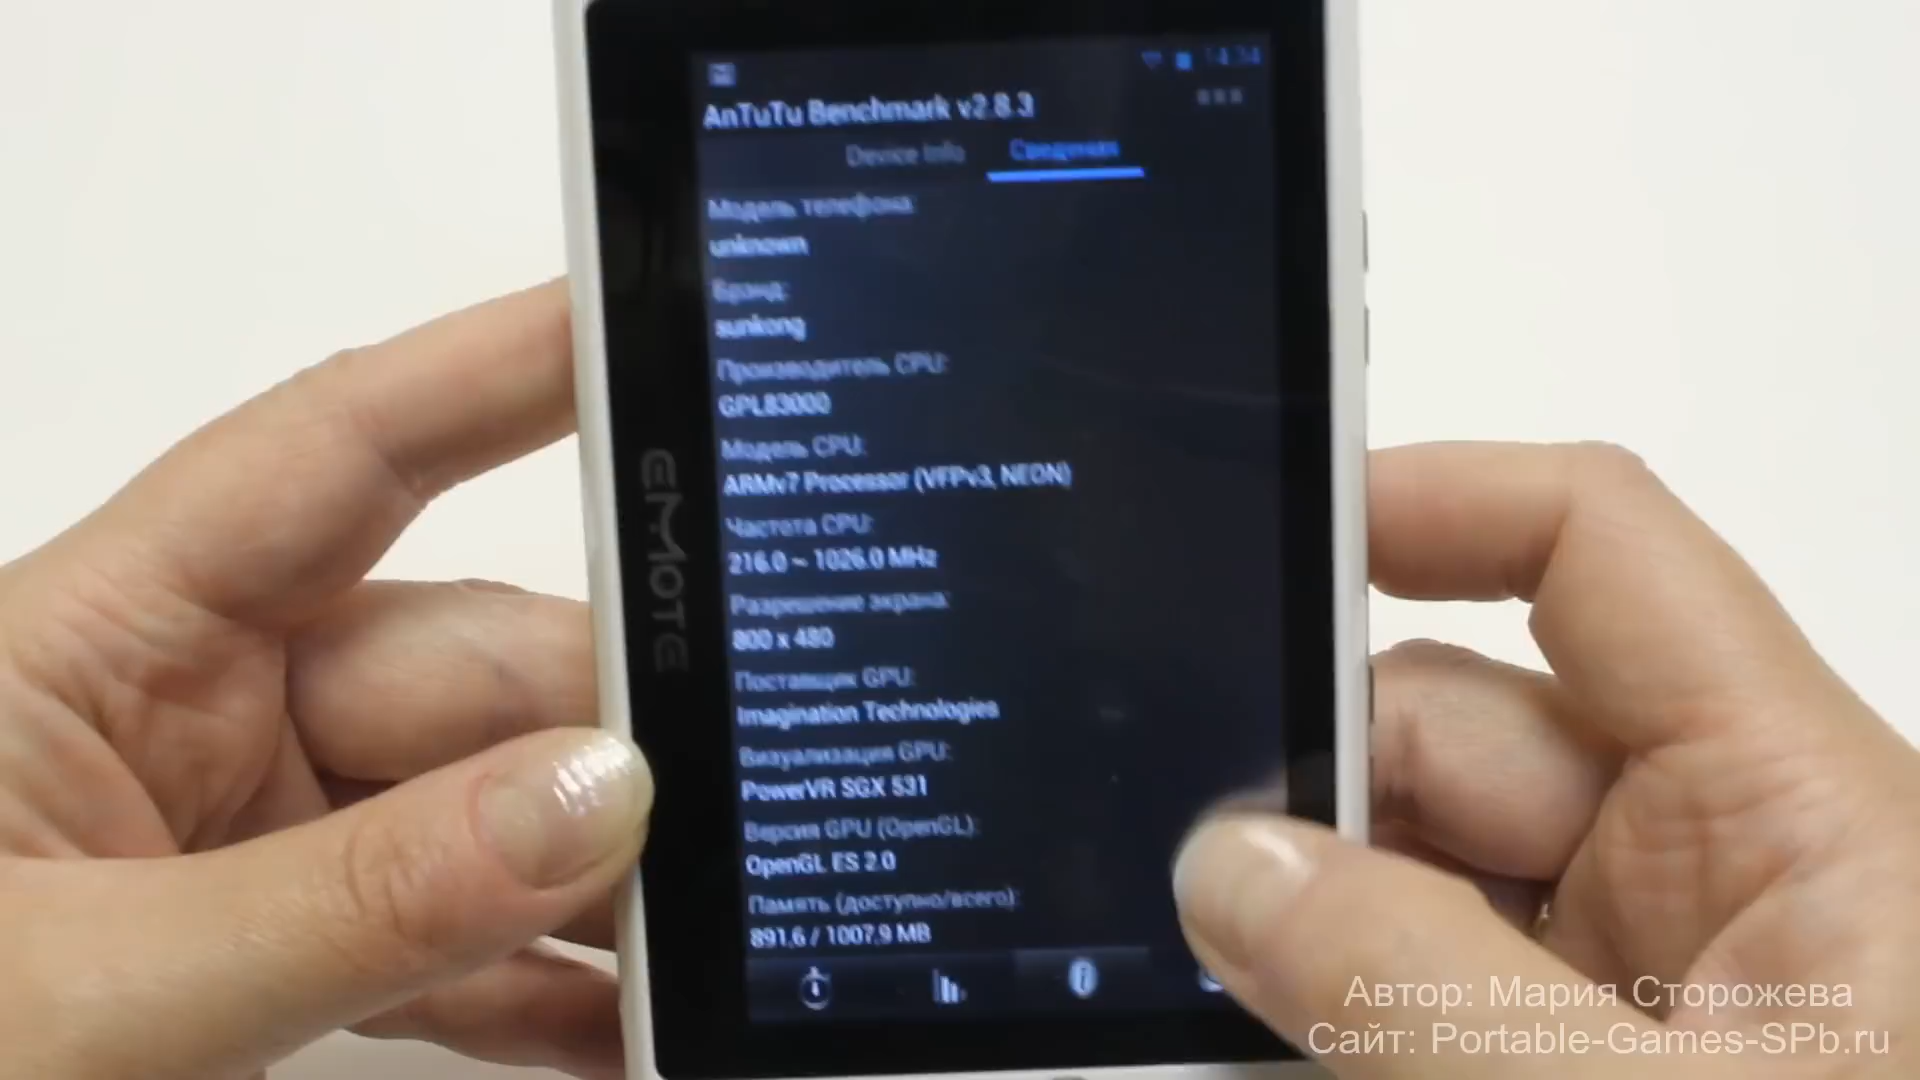 14:34
AnTuTu Benchmark v2.8.3
Device Info
Сведения
Модель телефона:
unknown
Брэнд:
sunkong
Производитель CPU:
GPL83000
Модель CPU:
ARMv7 Processor (VFPv3, NEON)
Частота CPU:
216.0 ~ 1026.0 MHz
Разрешение экрана:
800 x 480
Поставщик GPU:
Imagination Technologies
Визуализация GPU:
PowerVR SGX 531
Версия GPU (OpenGL):
OpenGL ES 2.0
Память (доступно/всего):
891,6 / 1007,9 MB
EMOTE
Автор: Мария Сторожева
Сайт: Portable-Games-SPb.ru